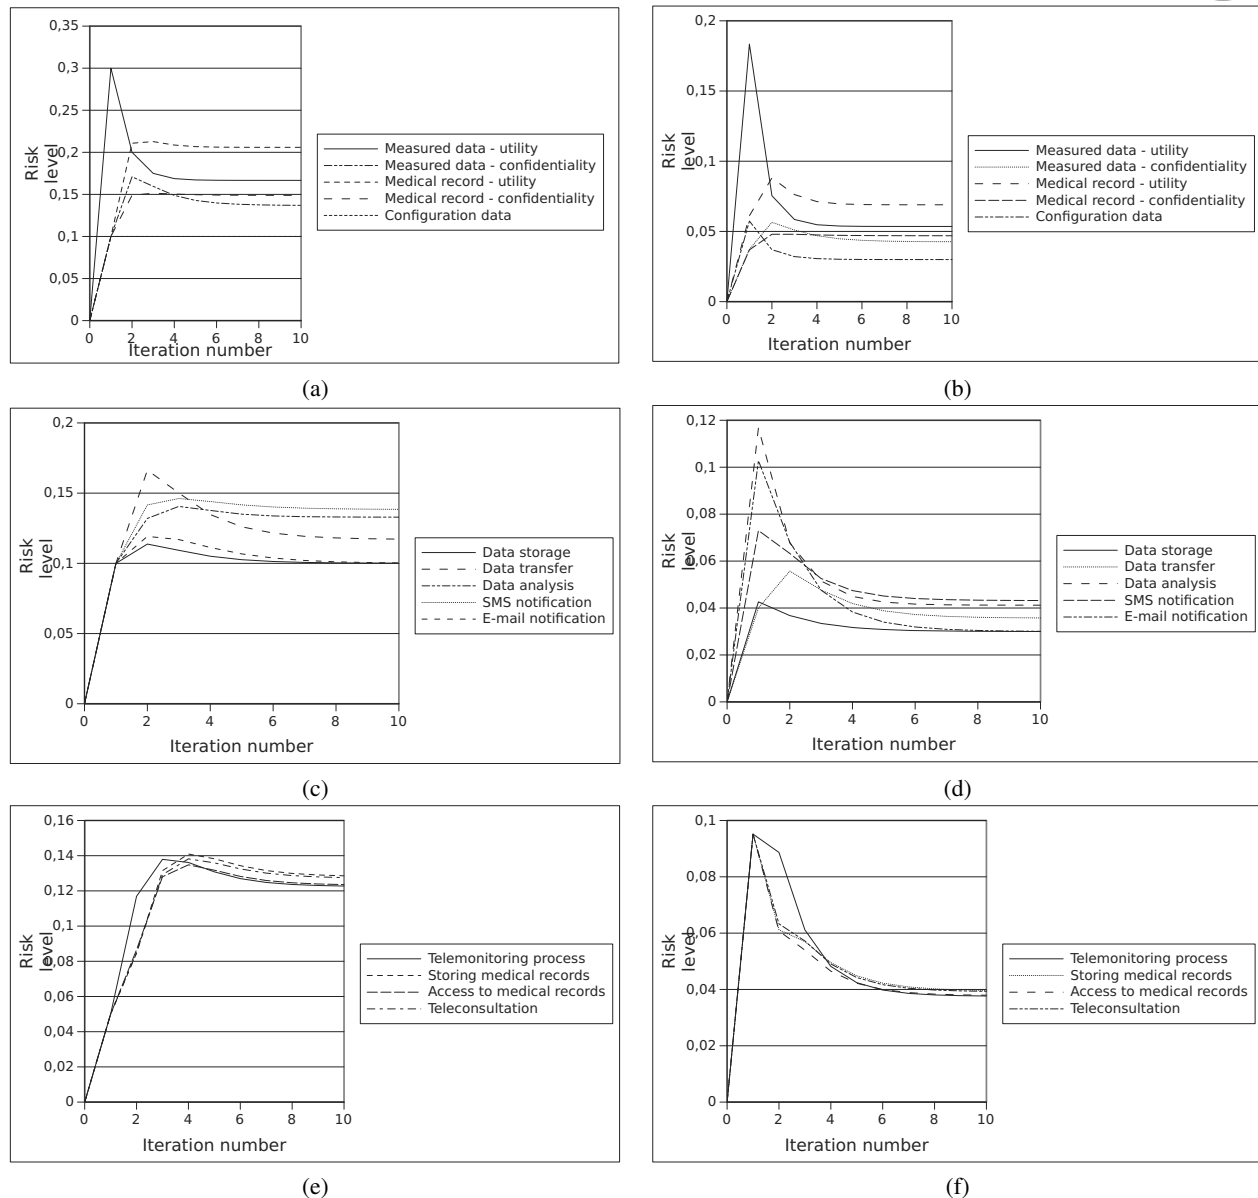 0,35
0,3
0,25
0,2
0,15
0,1
0,05
0
Risk
level
0 2 4 6 8 10
Iteration number
Measured data - utility
Measured data - confidentiality
Medical record - utility
Medical record - confidentiality
Configuration data
(a)
0,2
0,15
0,1
0,05
0
Risk
level
0 2 4 6 8 10
Iteration number
Measured data - utility
Measured data - confidentiality
Medical record - utility
Medical record - confidentiality
Configuration data
(b)
0,2
0,15
0,1
0,05
0
Risk
level
0 2 4 6 8 10
Iteration number
Data storage
Data transfer
Data analysis
SMS notification
E-mail notification
(c)
0,12
0,1
0,08
0,06
0,04
0,02
0
Risk
level
0 2 4 6 8 10
Iteration number
Data storage
Data transfer
Data analysis
SMS notification
E-mail notification
(d)
0,16
0,14
0,12
0,1
0,08
0,06
0,04
0,02
0
Risk
level
0 2 4 6 8 10
Iteration number
Telemonitoring process
Storing medical records
Access to medical records
Teleconsultation
(e)
0,1
0,08
0,06
0,04
0,02
0
Risk
level
0 2 4 6 8 10
Iteration number
Telemonitoring process
Storing medical records
Access to medical records
Teleconsultation
(f)